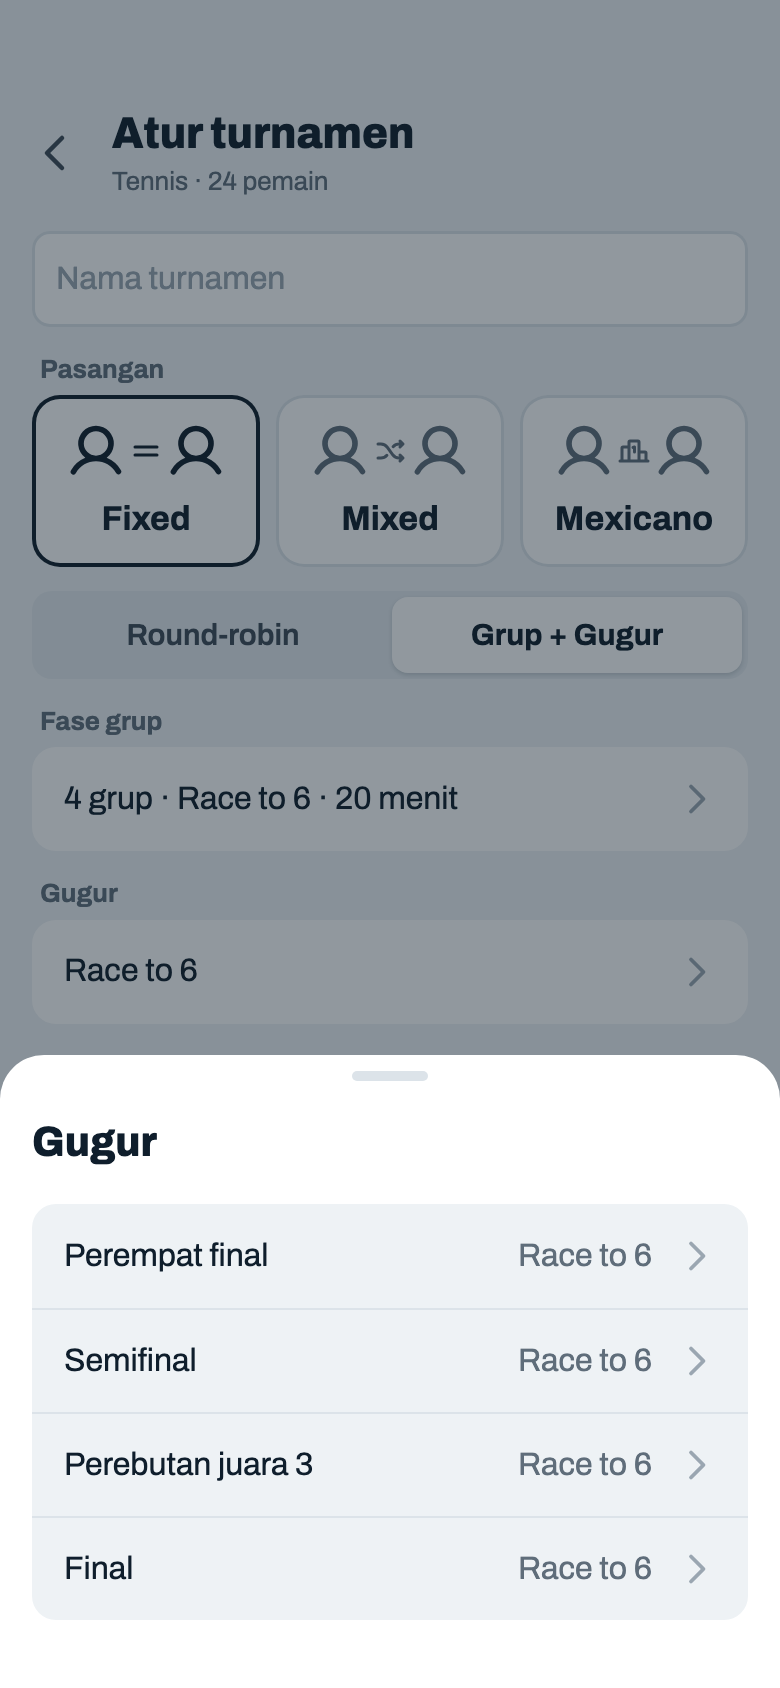 Atur turnamen
Tennis · 24 pemain
Nama turnamen
Pasangan
Fixed
Mixed
Mexicano
Round-robin
Grup + Gugur
Fase grup
4 grup · Race to 6 · 20 menit
Gugur
Race to 6
Gugur
Perempat final Race to 6
Semifinal Race to 6
Perebutan juara 3 Race to 6
Final Race to 6